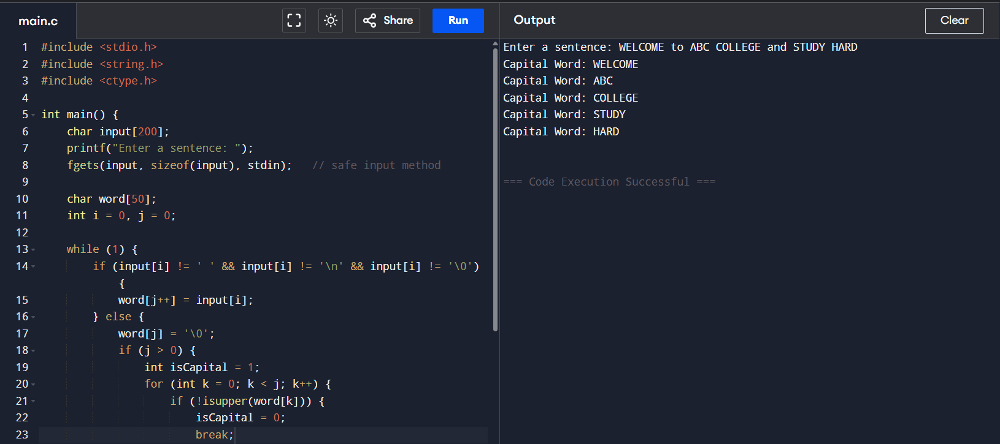 main.c
Share
Run
Output
Clear
1 #include <stdio.h>
2 #include <string.h>
3 #include <ctype.h>
4
5 int main() {
6     char input[200];
7     printf("Enter a sentence: ");
8     fgets(input, sizeof(input), stdin);   // safe input method
9
10     char word[50];
11     int i = 0, j = 0;
12
13     while (1) {
14         if (input[i] != ' ' && input[i] != '\n' && input[i] != '\0')
            {
15             word[j++] = input[i];
16         } else {
17             word[j] = '\0';
18             if (j > 0) {
19                 int isCapital = 1;
20                 for (int k = 0; k < j; k++) {
21                     if (!isupper(word[k])) {
22                         isCapital = 0;
23                         break;
Enter a sentence: WELCOME to ABC COLLEGE and STUDY HARD
Capital Word: WELCOME
Capital Word: ABC
Capital Word: COLLEGE
Capital Word: STUDY
Capital Word: HARD
=== Code Execution Successful ===